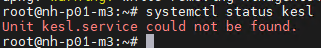 root@nh-p01-m3:~# systemctl status kesl
Unit kesl.service could not be found.
root@nh-p01-m3:~#